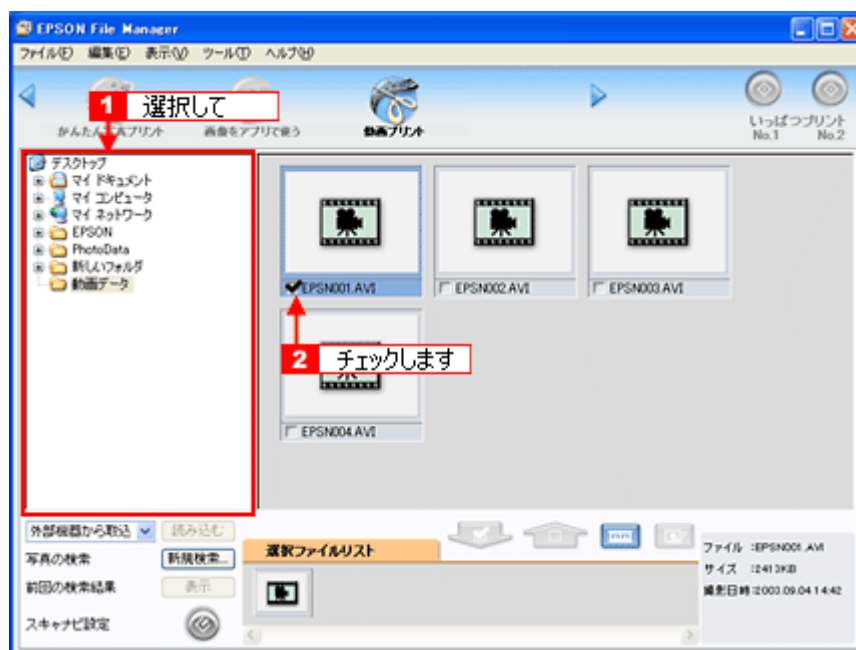 EPSON File Manager
ファイル(F) 編集(E) 表示(V) ツール(T) ヘルプ(H)
1 選択して
画像をアプリで使う
動画プリント
いっぱつプリント
No.1 No.2
デスクトップ
マイ ドキュメント
マイ コンピュータ
マイ ネットワーク
EPSON
PhotoData
新しいフォルダ
動画データ
EPSN001.AVI
EPSN002.AVI
EPSN003.AVI
2 チェックします
EPSN004.AVI
外部機器から取込
読み込む
写真の検索
新規検索...
前回の検索結果
表示
スキャナビ設定
選択ファイルリスト
ファイル :EPSN001.AVI
サイズ :2413KB
撮影日時:2003.09.04 14:42